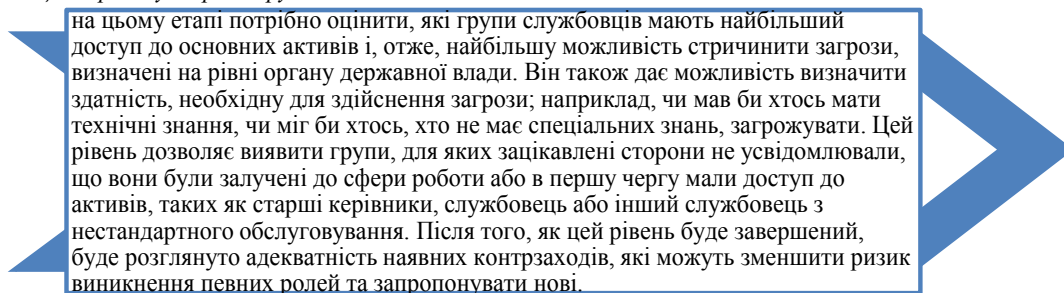 на цьому етапі потрібно оцінити, які групи службовців мають найбільший
доступ до основних активів і, отже, найбільшу можливість стричинити загрози,
визначені на рівні органу державної влади. Він також дає можливість визначити
здатність, необхідну для здійснення загрози; наприклад, чи мав би хтось мати
технічні знання, чи міг би хтось, хто не має спеціальних знань, загрожувати. Цей
рівень дозволяє виявити групи, для яких зацікавлені сторони не усвідомлювали,
що вони були залучені до сфери роботи або в першу чергу мали доступ до
активів, таких як старші керівники, службовець або інший службовець з
нестандартного обслуговування. Після того, як цей рівень буде завершений,
буде розглянуто адекватність наявних контрзаходів, які можуть зменшити ризик
виникнення певних ролей та запропонувати нові.